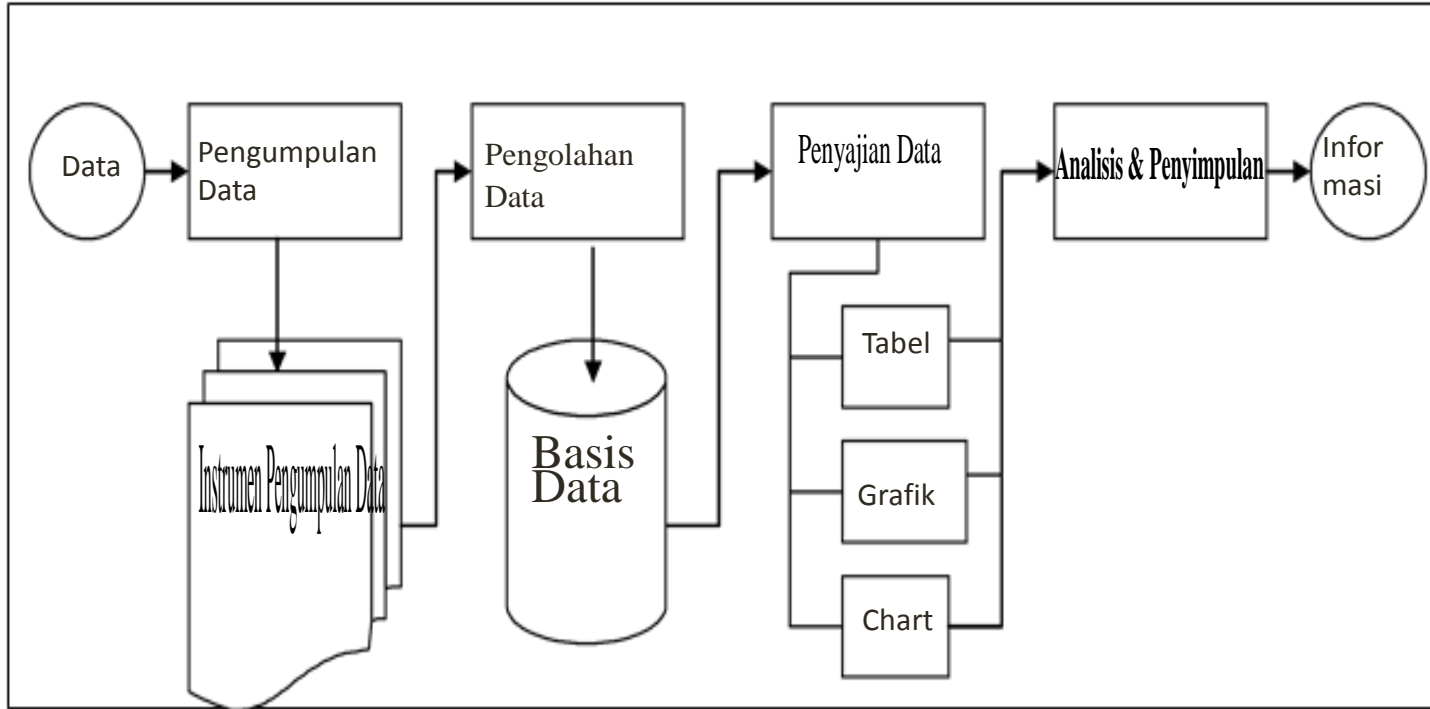 Data
Pengumpulan
Data
Pengolahan
Data
Penyajian Data
Analisis & Penyimpulan
Infor
masi
Instrumen Pengumpulan Data
Basis
Data
Tabel
Grafik
Chart